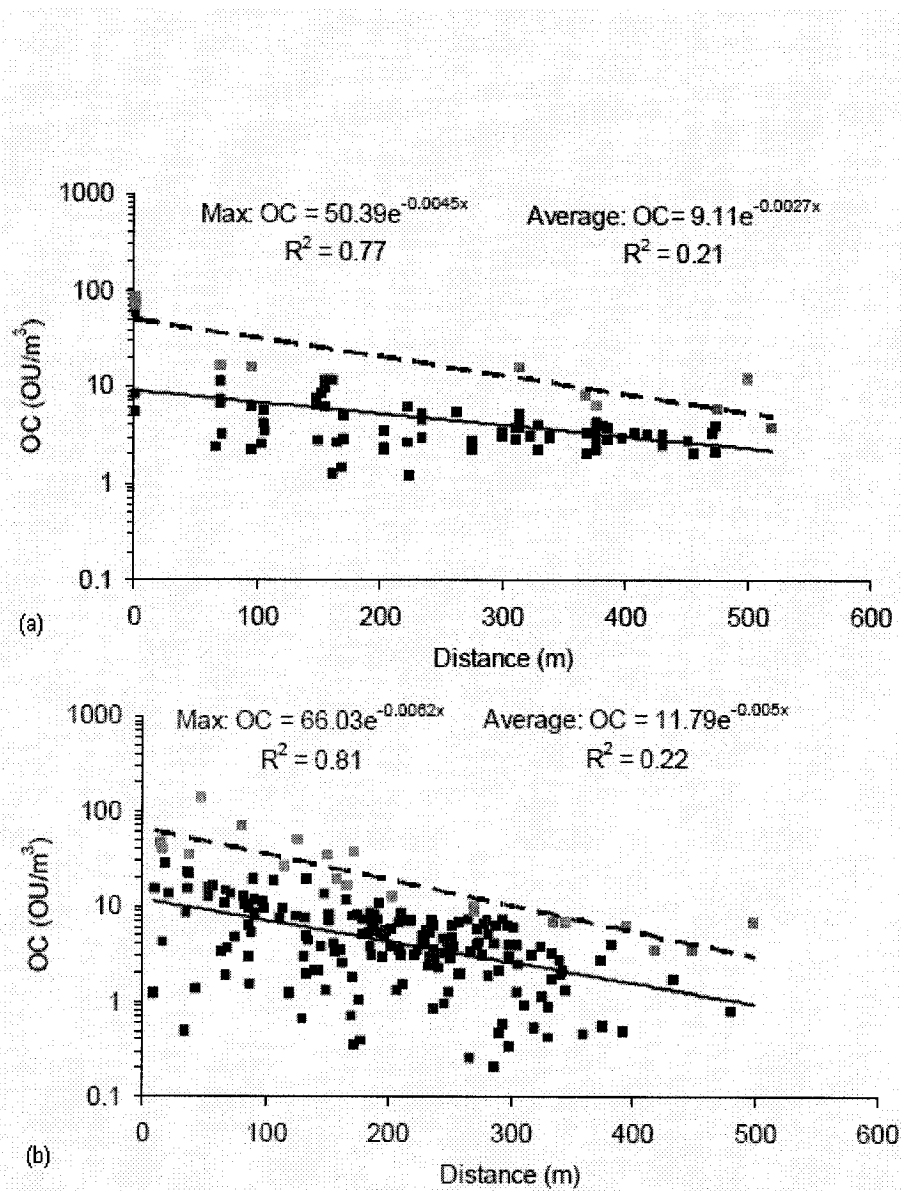 1000
Max: OC = 50.39e^-0.0045x
Average: OC= 9.11e^-0.0027x
R² = 0.77
R² = 0.21
100
10
1
0.1
OC (OU/m³)
0
100
200
300
400
500
600
(a)
Distance (m)
1000
Max: OC = 66.03e^-0.0062x
Average: OC = 11.79e^-0.005x
R² = 0.81
R² = 0.22
100
10
1
0.1
OC (OU/m³)
0
100
200
300
400
500
600
(b)
Distance (m)